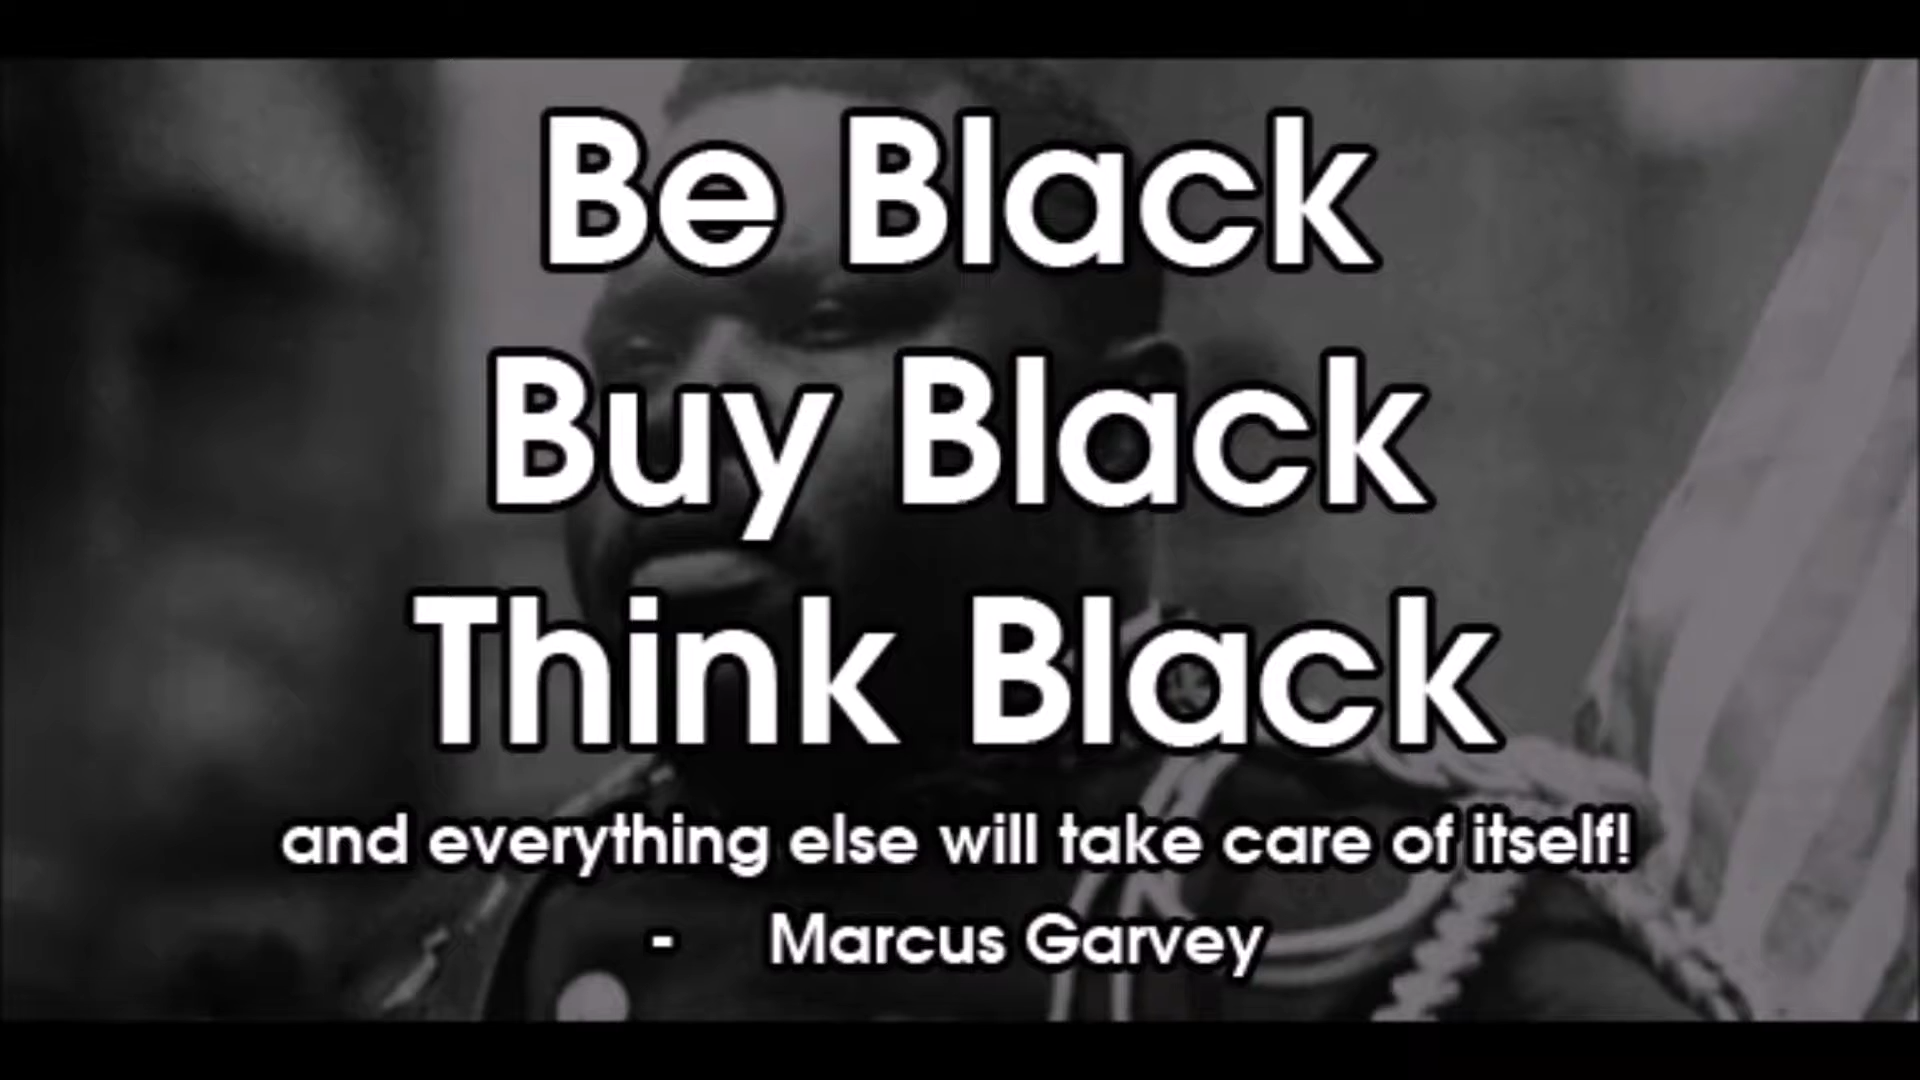 Be Black
Buy Black
Think Black
and everything else will take care of itself!
- Marcus Garvey